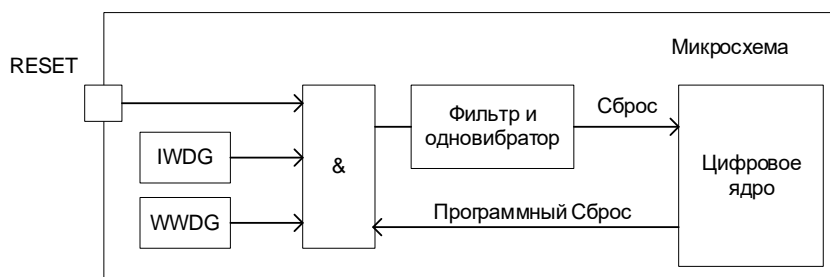 Микросхема
RESET
Фильтр и
одновибратор
Сброс
IWDG
&
Цифровое
ядро
WWDG
Программный Сброс